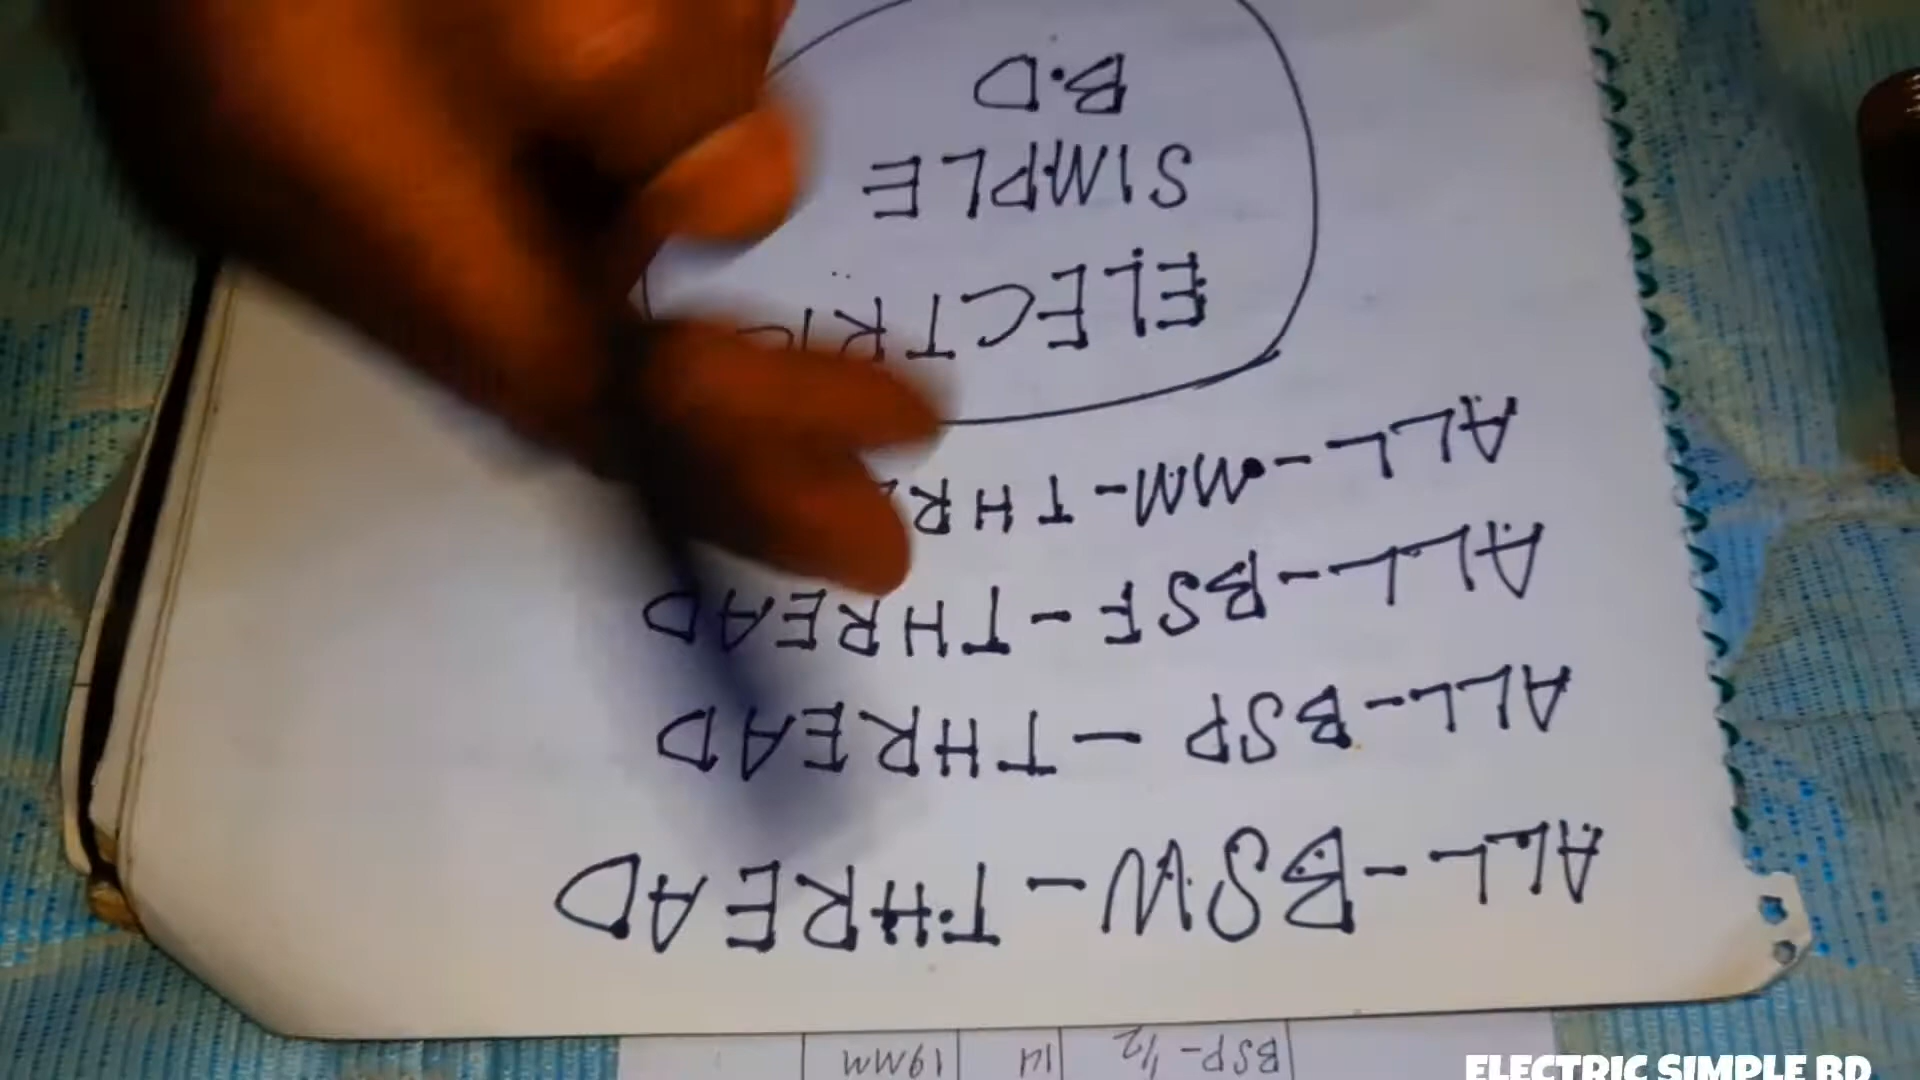 ALL-BSW-THREAD
ALL-BSP-THREAD
ALL-BSF-THREAD
ALL-MM-THR
ELECTRIC
SIMPLE
B.D
BSP-1/2 14 19MM
ELECTRIC SIMPLE BD